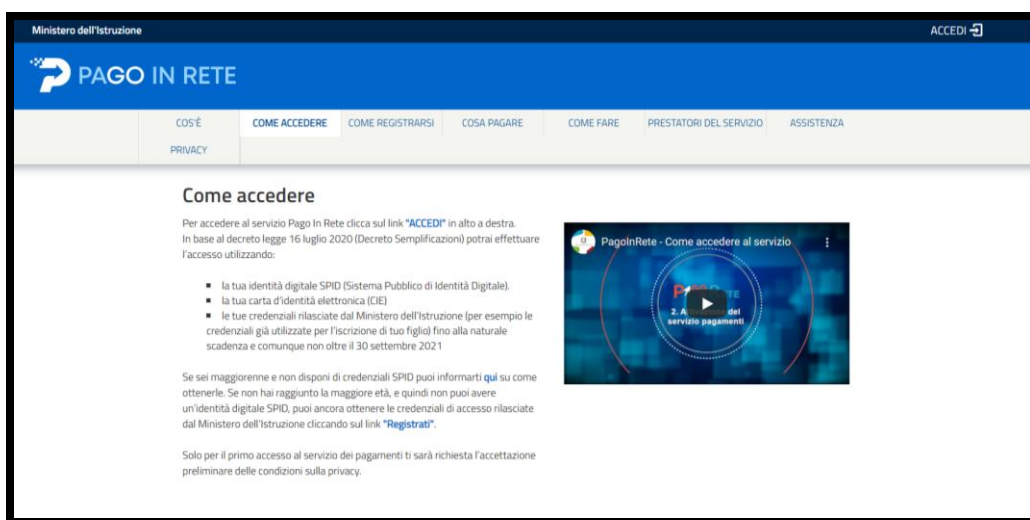 Ministero dell'Istruzione
ACCEDI
PAGO IN RETE
COS'È
COME ACCEDERE
COME REGISTRARSI
COSA PAGARE
COME FARE
PRESTATORI DEL SERVIZIO
ASSISTENZA
PRIVACY
Come accedere
Per accedere al servizio Pago In Rete clicca sul link "ACCEDI" in alto a destra.
In base al decreto legge 16 luglio 2020 (Decreto Semplificazioni) potrai effettuare
l'accesso utilizzando:
la tua identità digitale SPID (Sistema Pubblico di Identità Digitale).
la tua carta d'identità elettronica (CIE)
le tue credenziali rilasciate dal Ministero dell'Istruzione (per esempio le
credenziali già utilizzate per l'iscrizione di tuo figlio) fino alla naturale
scadenza e comunque non oltre il 30 settembre 2021
Se sei maggiorenne e non disponi di credenziali SPID puoi informarti qui su come
ottenerle. Se non hai raggiunto la maggiore età, e quindi non puoi avere
un'identità digitale SPID, puoi ancora ottenere le credenziali di accesso rilasciate
dal Ministero dell'Istruzione cliccando sul link "Registrati".
Solo per il primo accesso al servizio dei pagamenti ti sarà richiesta l'accettazione
preliminare delle condizioni sulla privacy.
PagoInRete - Come accedere al servizio
2. del
servizio pagamenti